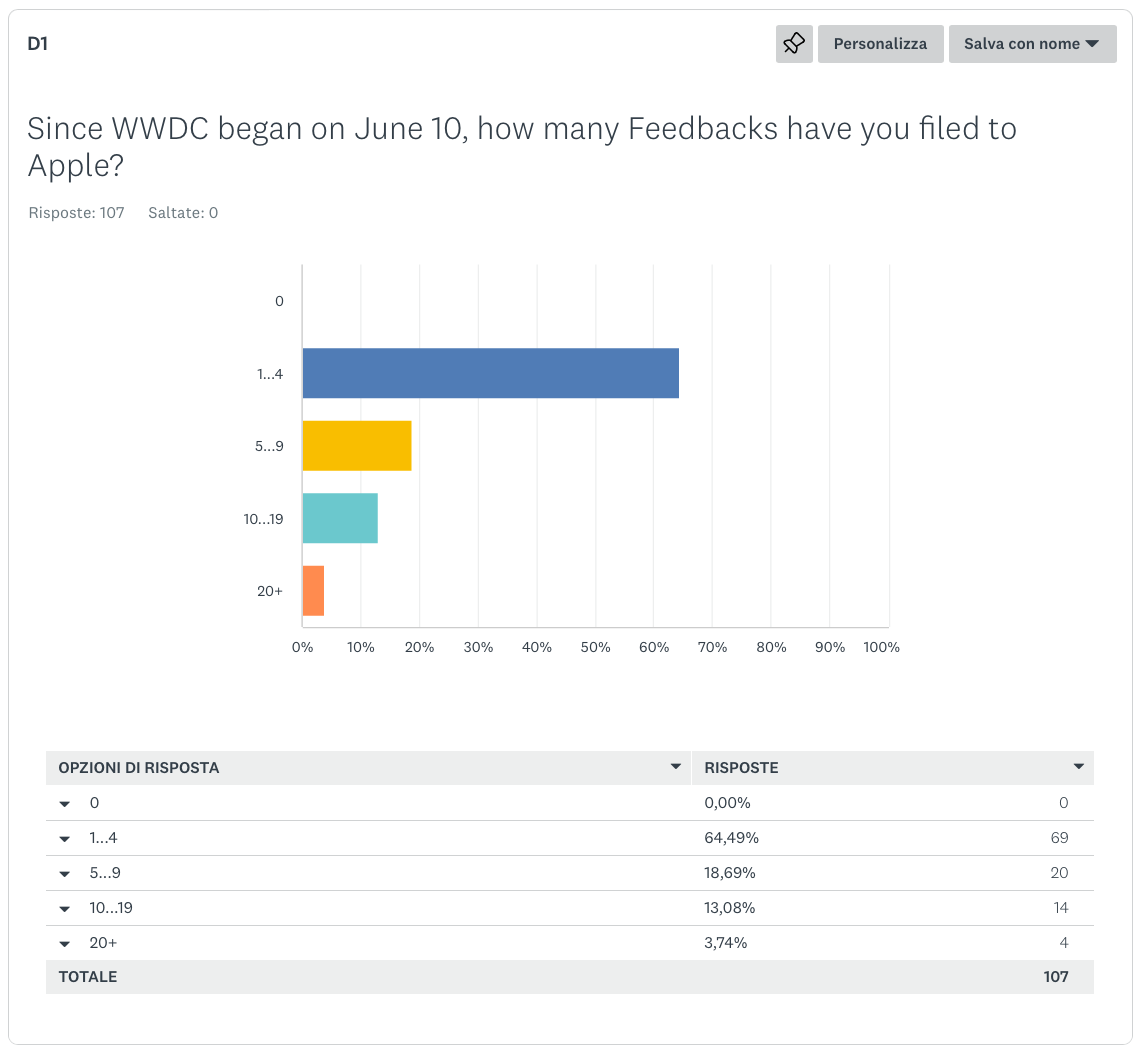 D1
Personalizza
Salva con nome
Since WWDC began on June 10, how many Feedbacks have you filed to
Apple?
Risposte: 107 Saltate: 0
0
1...4
5...9
10...19
20+
0% 10% 20% 30% 40% 50% 60% 70% 80% 90% 100%
OPZIONI DI RISPOSTA RISPOSTE
0 0,00% 0
1...4 64,49% 69
5...9 18,69% 20
10...19 13,08% 14
20+ 3,74% 4
TOTALE 107